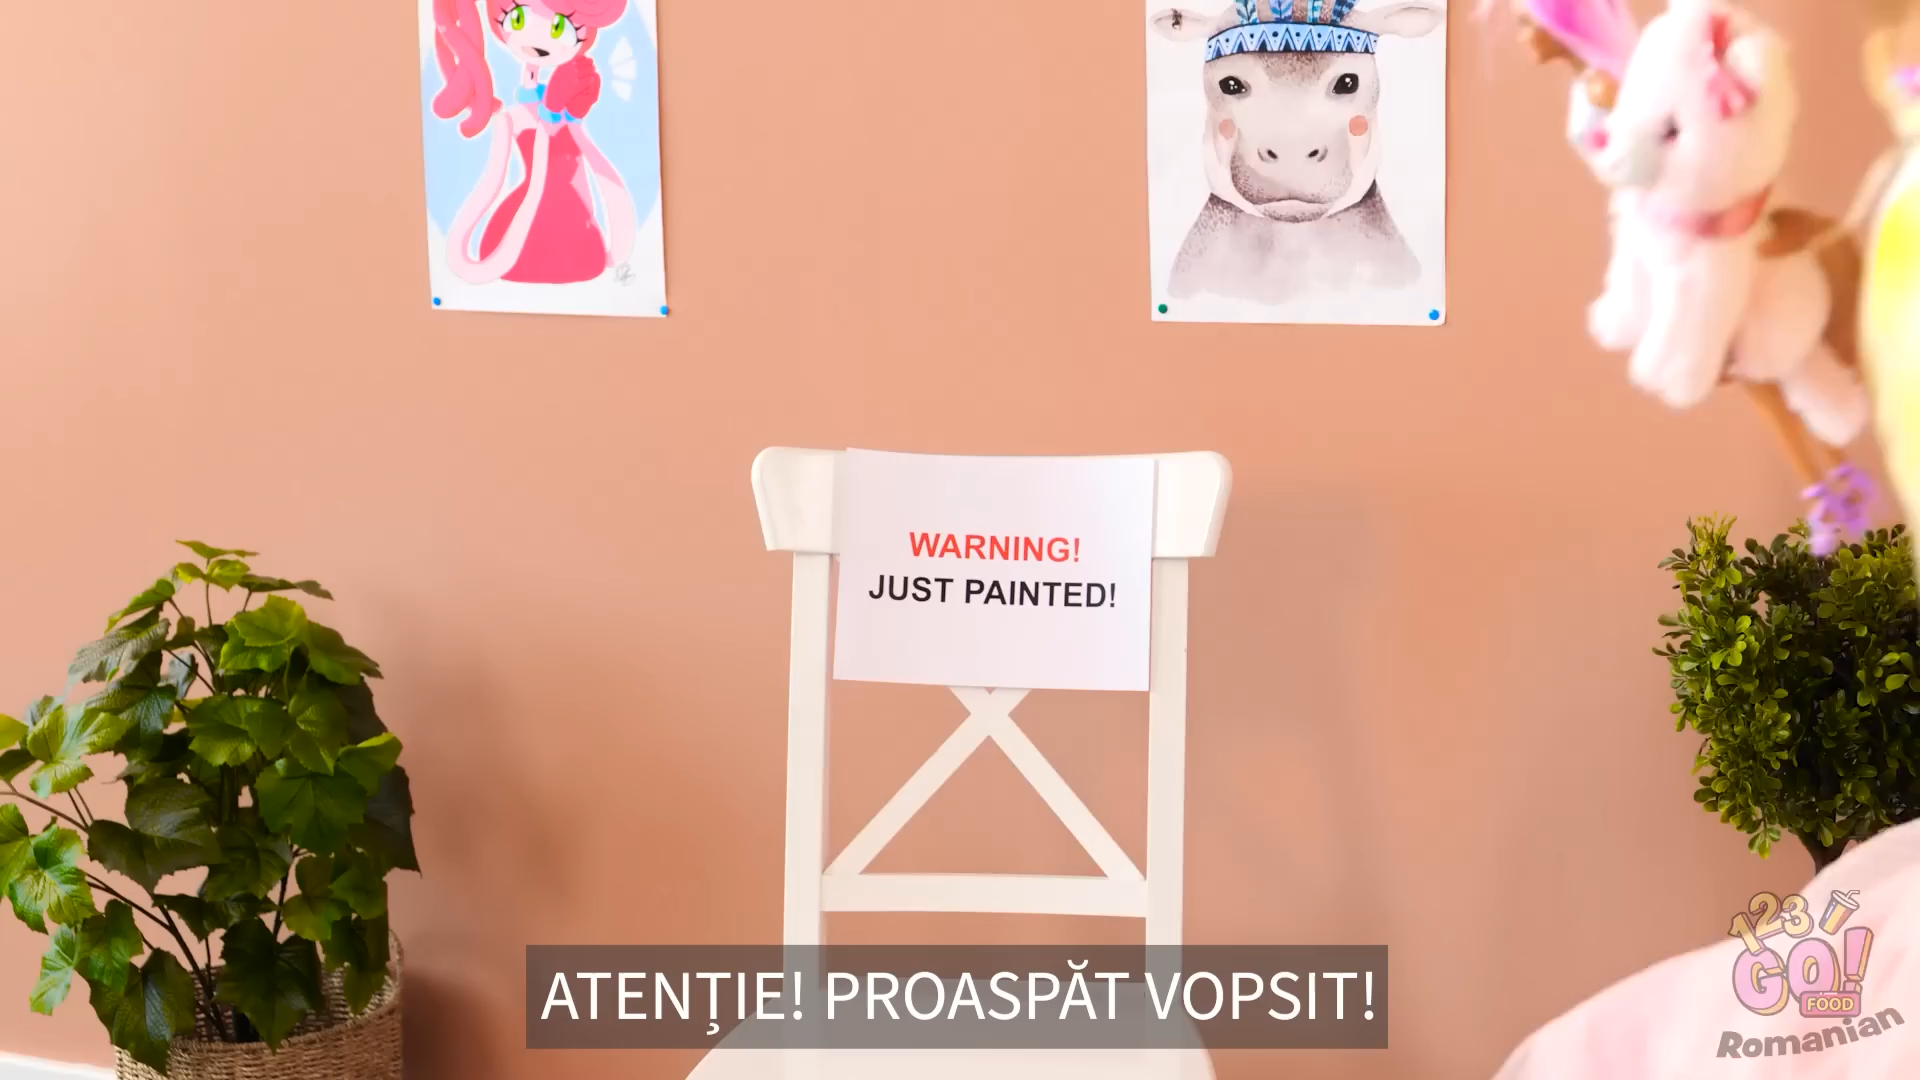 WARNING!
JUST PAINTED!
ATENȚIE! PROASPĂT VOPSIT!
123
GO!
FOOD
Romanian